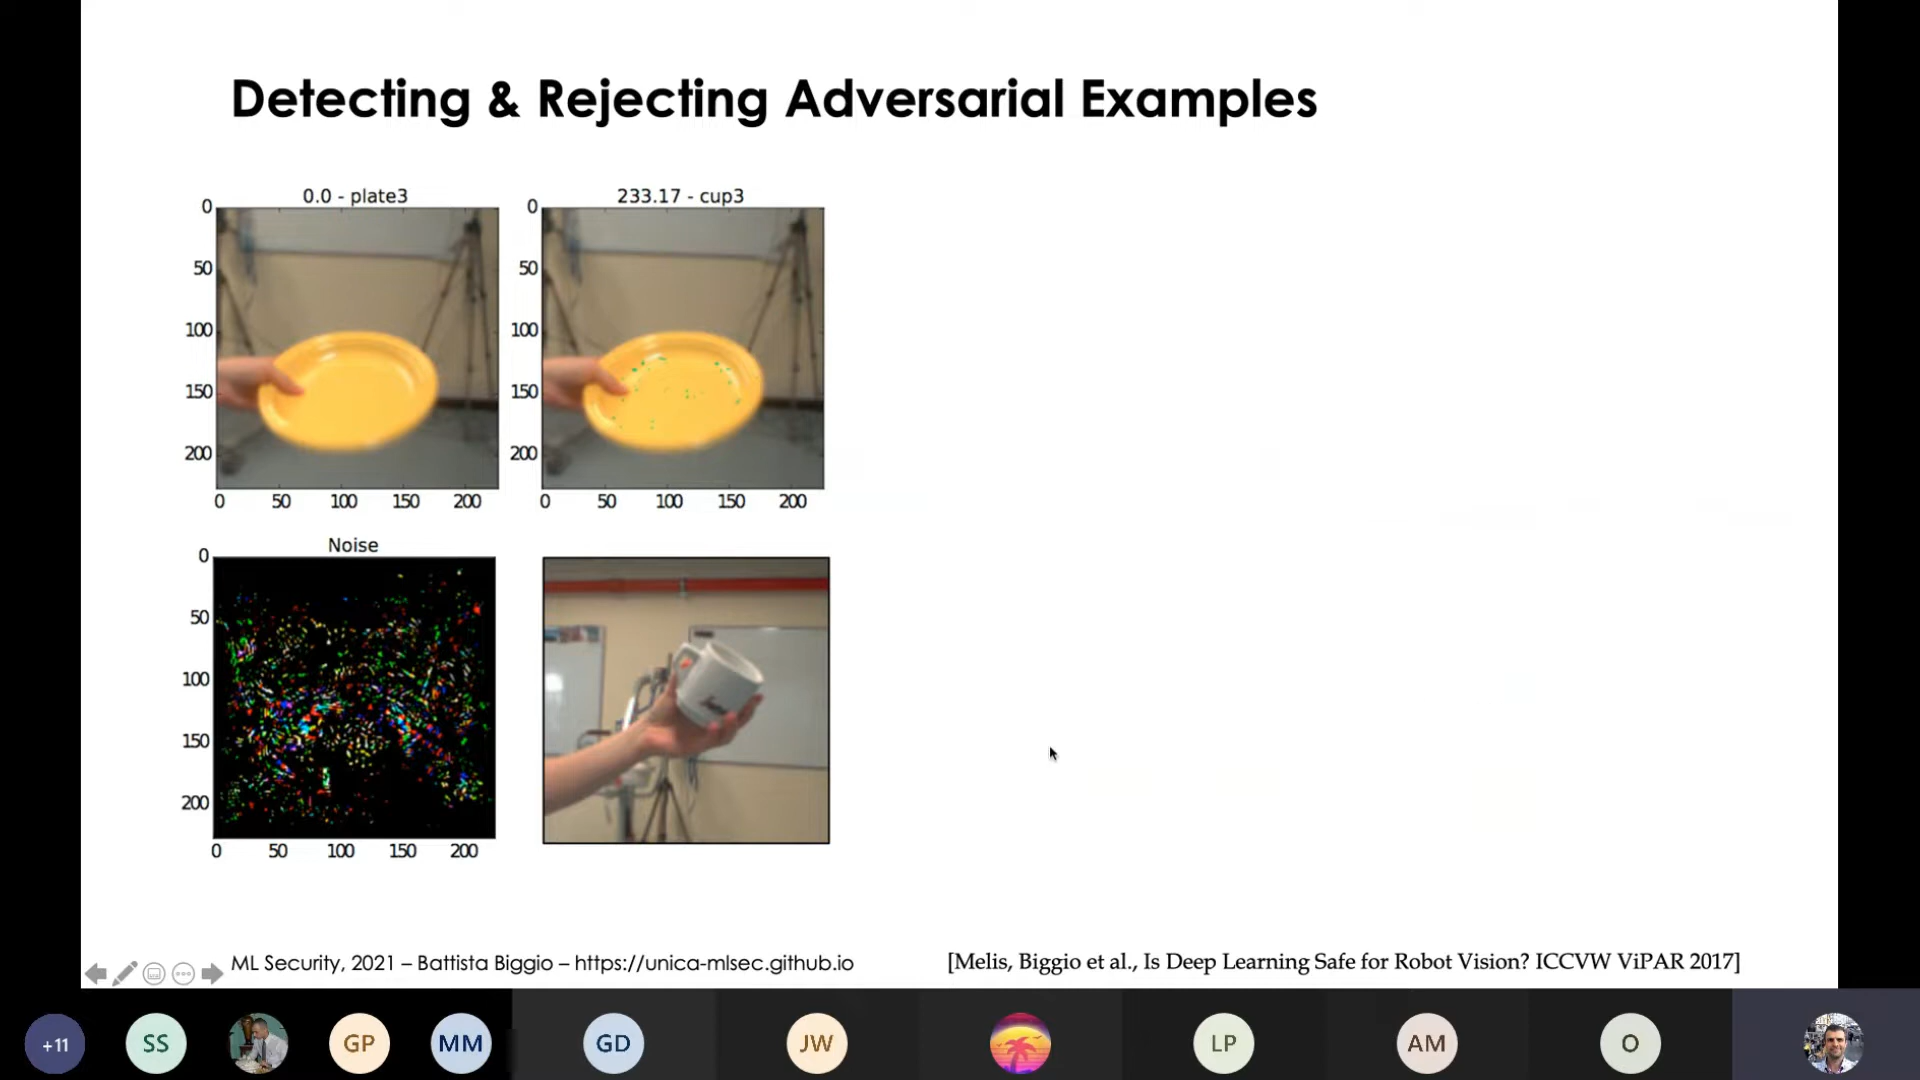 Detecting & Rejecting Adversarial Examples
0.0 - plate3
233.17 - cup3
0
50
100
150
200
0 50 100 150 200
0
50
100
150
200
0 50 100 150 200
Noise
0
50
100
150
200
0 50 100 150 200
ML Security, 2021 – Battista Biggio – https://unica-mlsec.github.io
[Melis, Biggio et al., Is Deep Learning Safe for Robot Vision? ICCVW ViPAR 2017]
+11 SS GP MM GD JW LP AM O